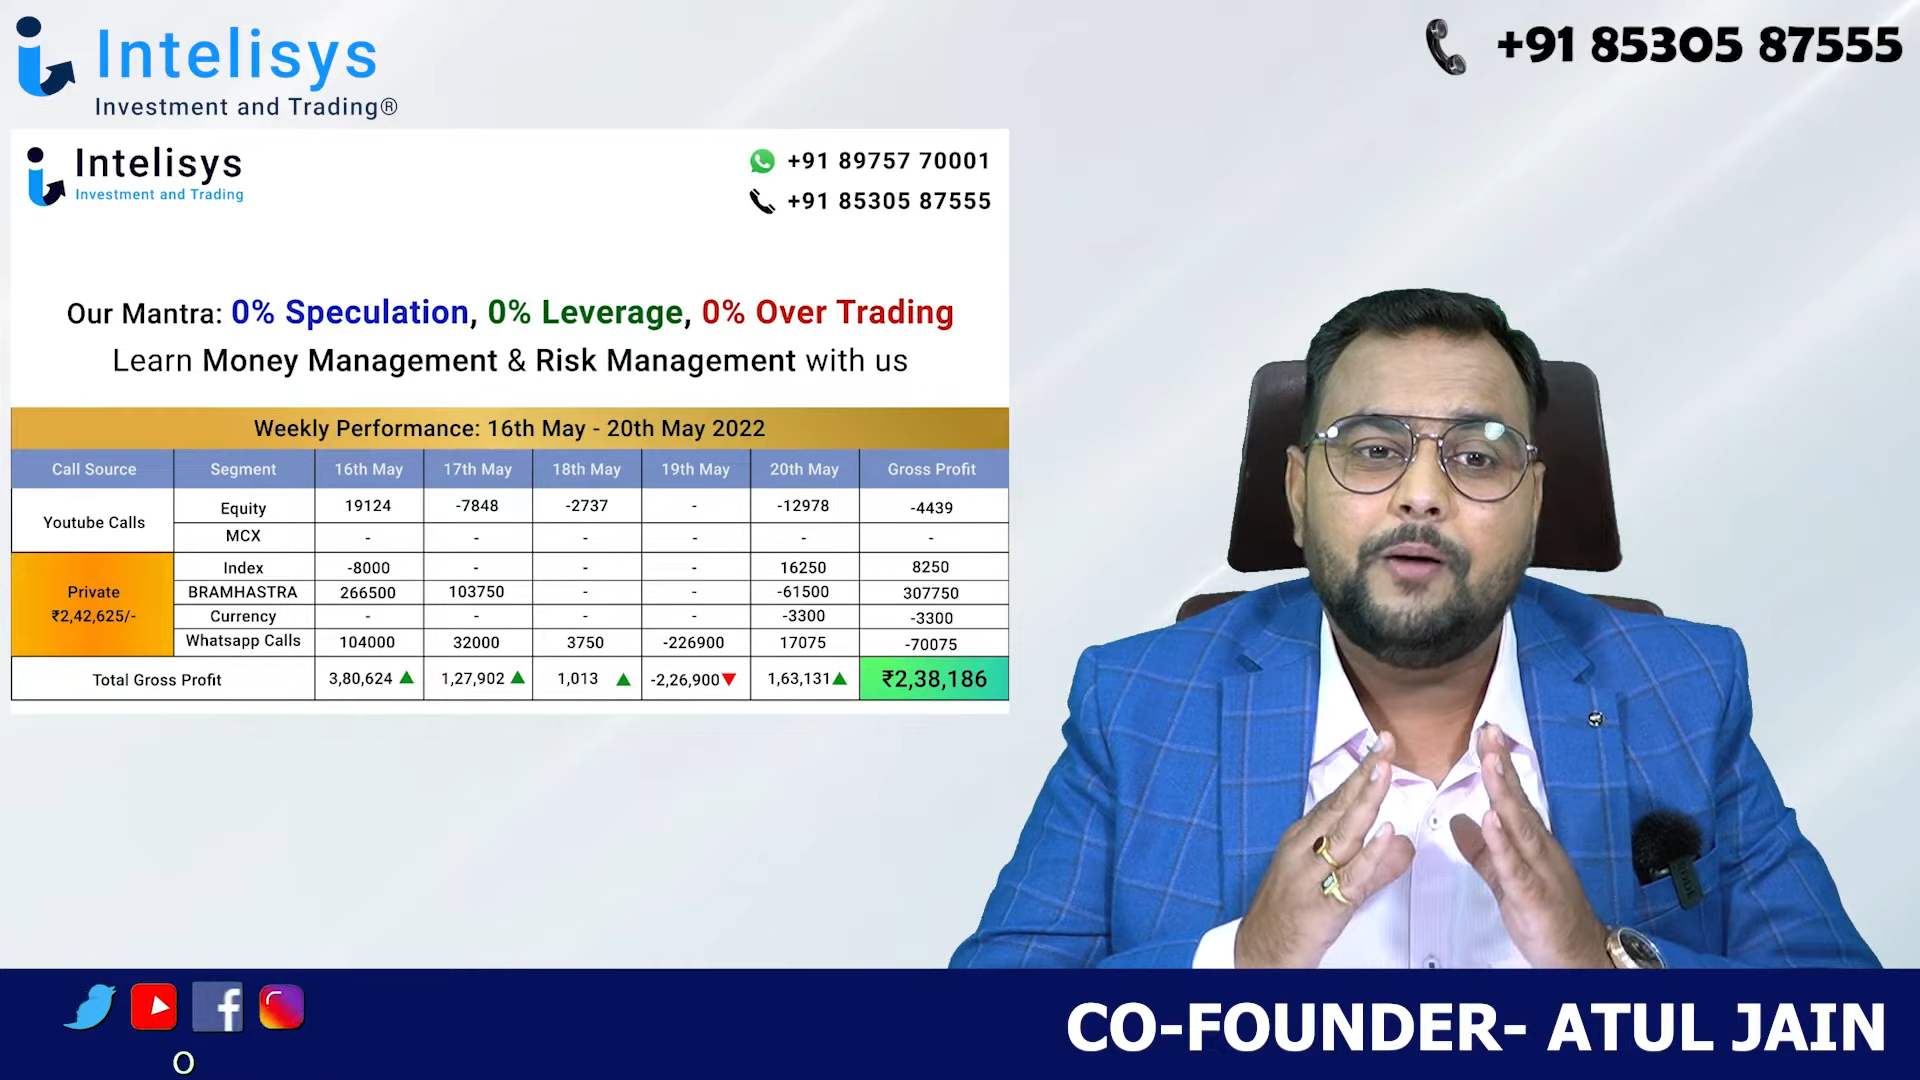 Intelisys
Investment and Trading®
+91 85305 87555
Intelisys
Investment and Trading
+91 89757 70001
+91 85305 87555
Our Mantra: 0% Speculation, 0% Leverage, 0% Over Trading
Learn Money Management & Risk Management with us
Weekly Performance: 16th May - 20th May 2022
Call Source Segment 16th May 17th May 18th May 19th May 20th May Gross Profit
Youtube Calls
Equity 19124 -7848 -2737 - -12978 -4439
MCX - - - - - -
Private
₹2,42,625/-
Index -8000 - - - 16250 8250
BRAMHASTRA 266500 103750 - - -61500 307750
Currency - - - - -3300 -3300
Whatsapp Calls 104000 32000 3750 -226900 17075 -70075
Total Gross Profit 3,80,624 1,27,902 1,013 -2,26,900 1,63,131 ₹2,38,186
O
CO-FOUNDER- ATUL JAIN